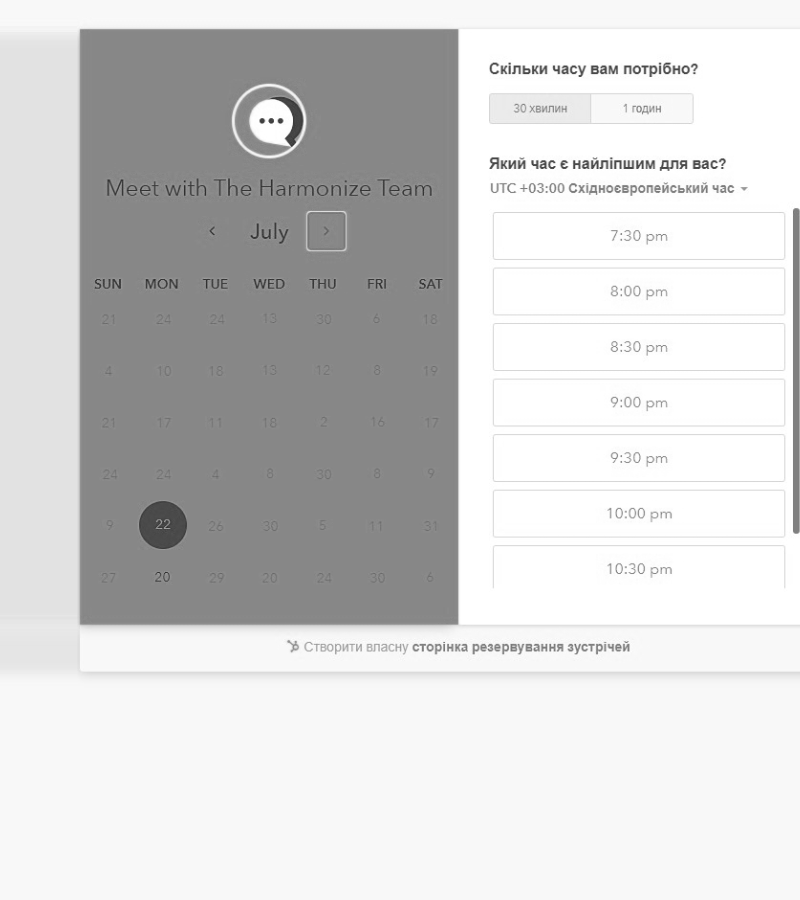 Meet with The Harmonize Team
July
SUN MON TUE WED THU FRI SAT
21 24 24 13 30 6 18
4 10 18 13 12 8 19
21 17 11 18 2 16 17
24 24 4 8 30 8 9
9 22 26 30 5 11 31
27 20 29 20 24 30 6
Скільки часу вам потрібно?
30 хвилин 1 годин
Який час є найліпшим для вас?
UTC +03:00 Східноєвропейський час
7:30 pm
8:00 pm
8:30 pm
9:00 pm
9:30 pm
10:00 pm
10:30 pm
Створити власну сторінка резервування зустрічей